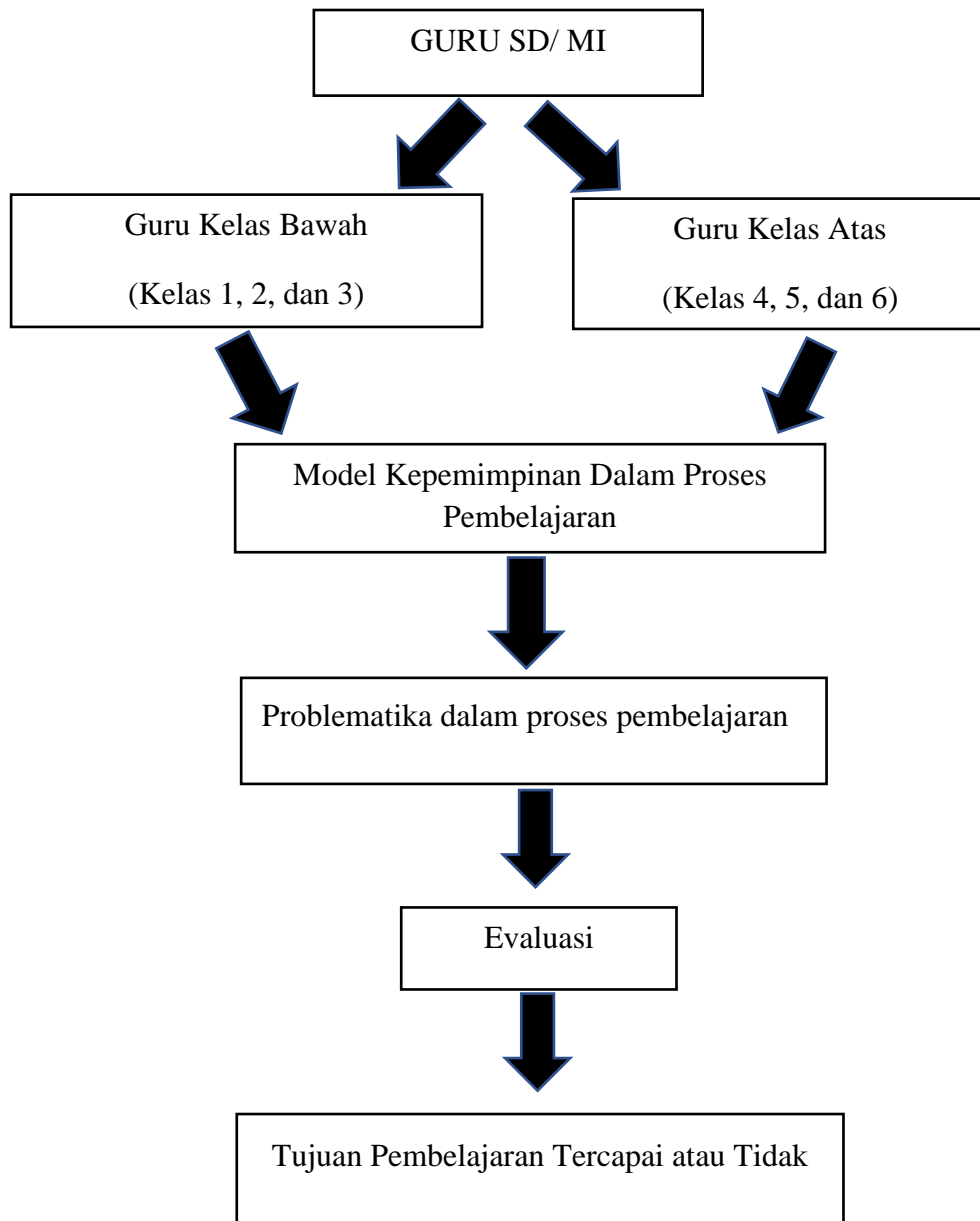 GURU SD/ MI
Guru Kelas Bawah
(Kelas 1, 2, dan 3)
Guru Kelas Atas
(Kelas 4, 5, dan 6)
Model Kepemimpinan Dalam Proses
Pembelajaran
Problematika dalam proses pembelajaran
Evaluasi
Tujuan Pembelajaran Tercapai atau Tidak